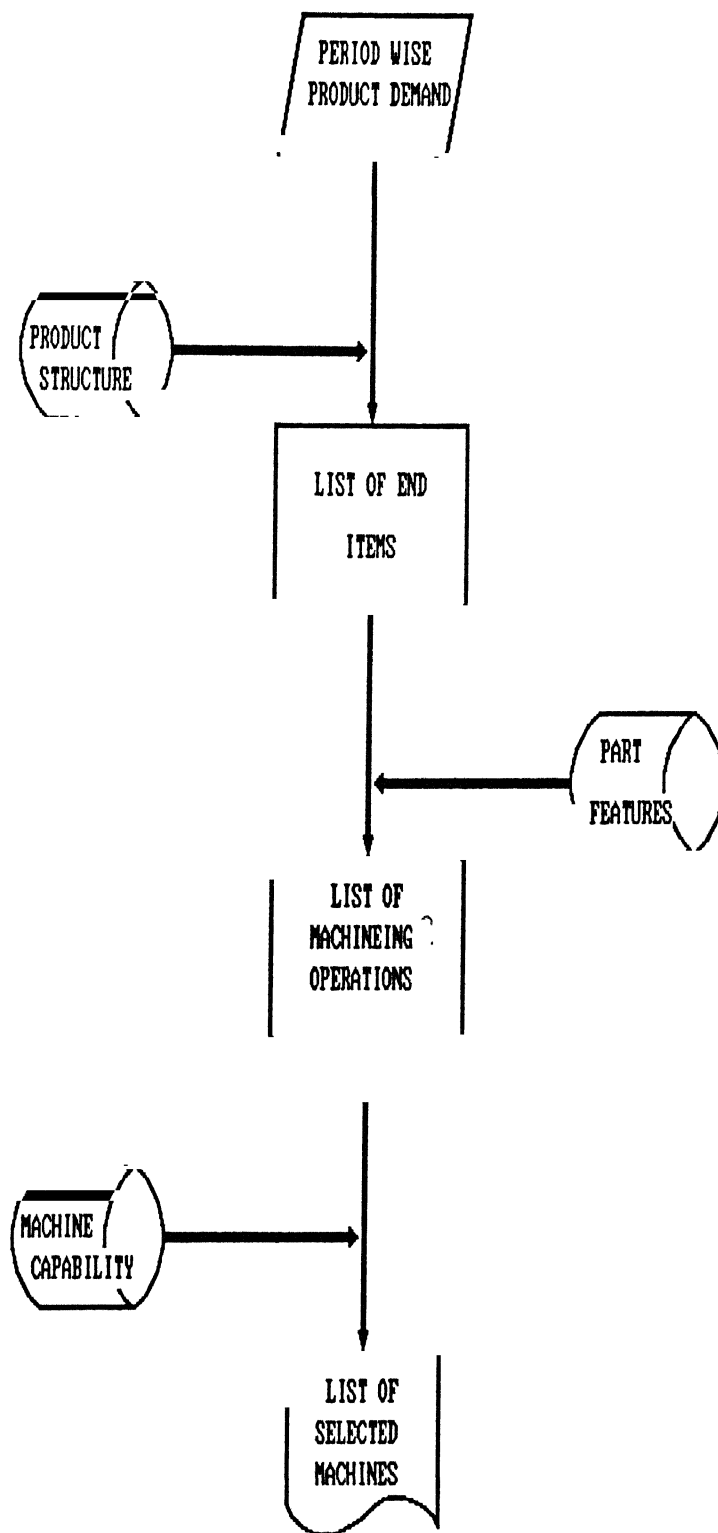 PERIOD WISE
PRODUCT DEMAND
PRODUCT
STRUCTURE
LIST OF END
ITEMS
PART
FEATURES
LIST OF
MACHINEING
OPERATIONS
MACHINE
CAPABILITY
LIST OF
SELECTED
MACHINES